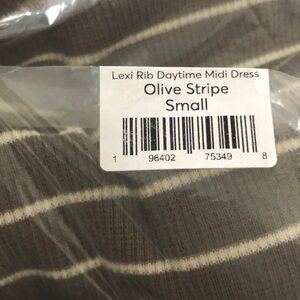 Lexi Rib Daytime Midi Dress
Olive Stripe
Small
1 96402 75349 8